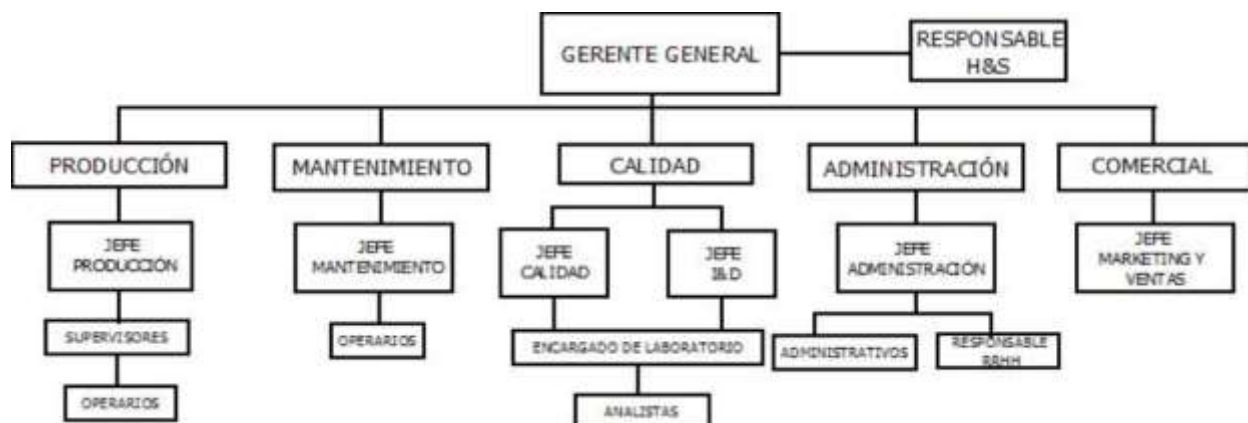 GERENTE GENERAL
RESPONSABLE
H&S
PRODUCCIÓN
MANTENIMIENTO
CALIDAD
ADMINISTRACIÓN
COMERCIAL
JEFE
PRODUCCIÓN
JEFE
MANTENIMIENTO
JEFE
CALIDAD
JEFE
I&D
JEFE
ADMINISTRACIÓN
JEFE
MARKETING Y
VENTAS
SUPERVISORES
OPERARIOS
ENCARGADO DE LABORATORIO
ADMINISTRATIVOS
RESPONSABLE
RRHH
OPERARIOS
ANALISTAS